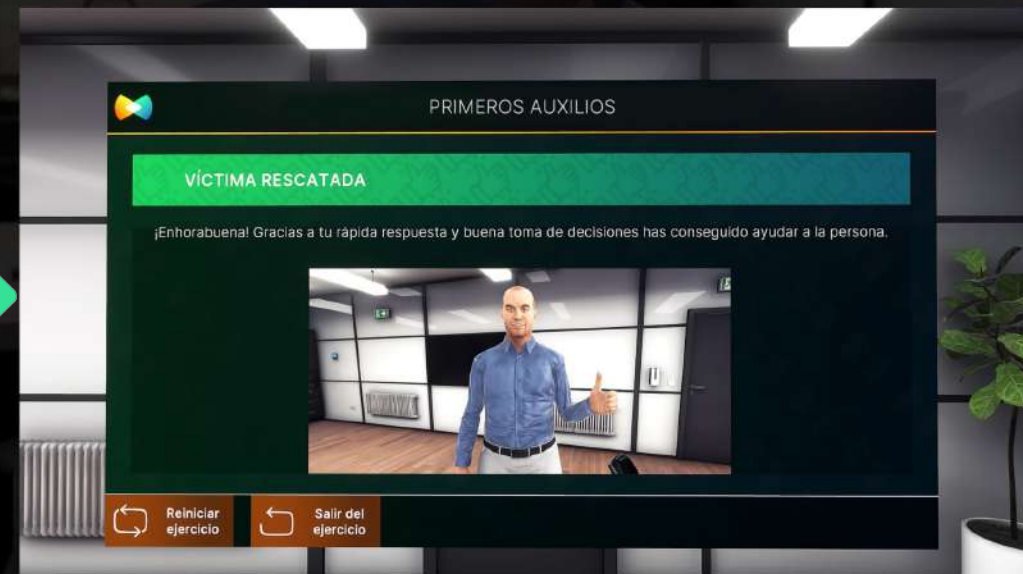 PRIMEROS AUXILIOS
VÍCTIMA RESCATADA
¡Enhorabuena! Gracias a tu rápida respuesta y buena toma de decisiones has conseguido ayudar a la persona.
Reiniciar
ejercicio
Salir del
ejercicio